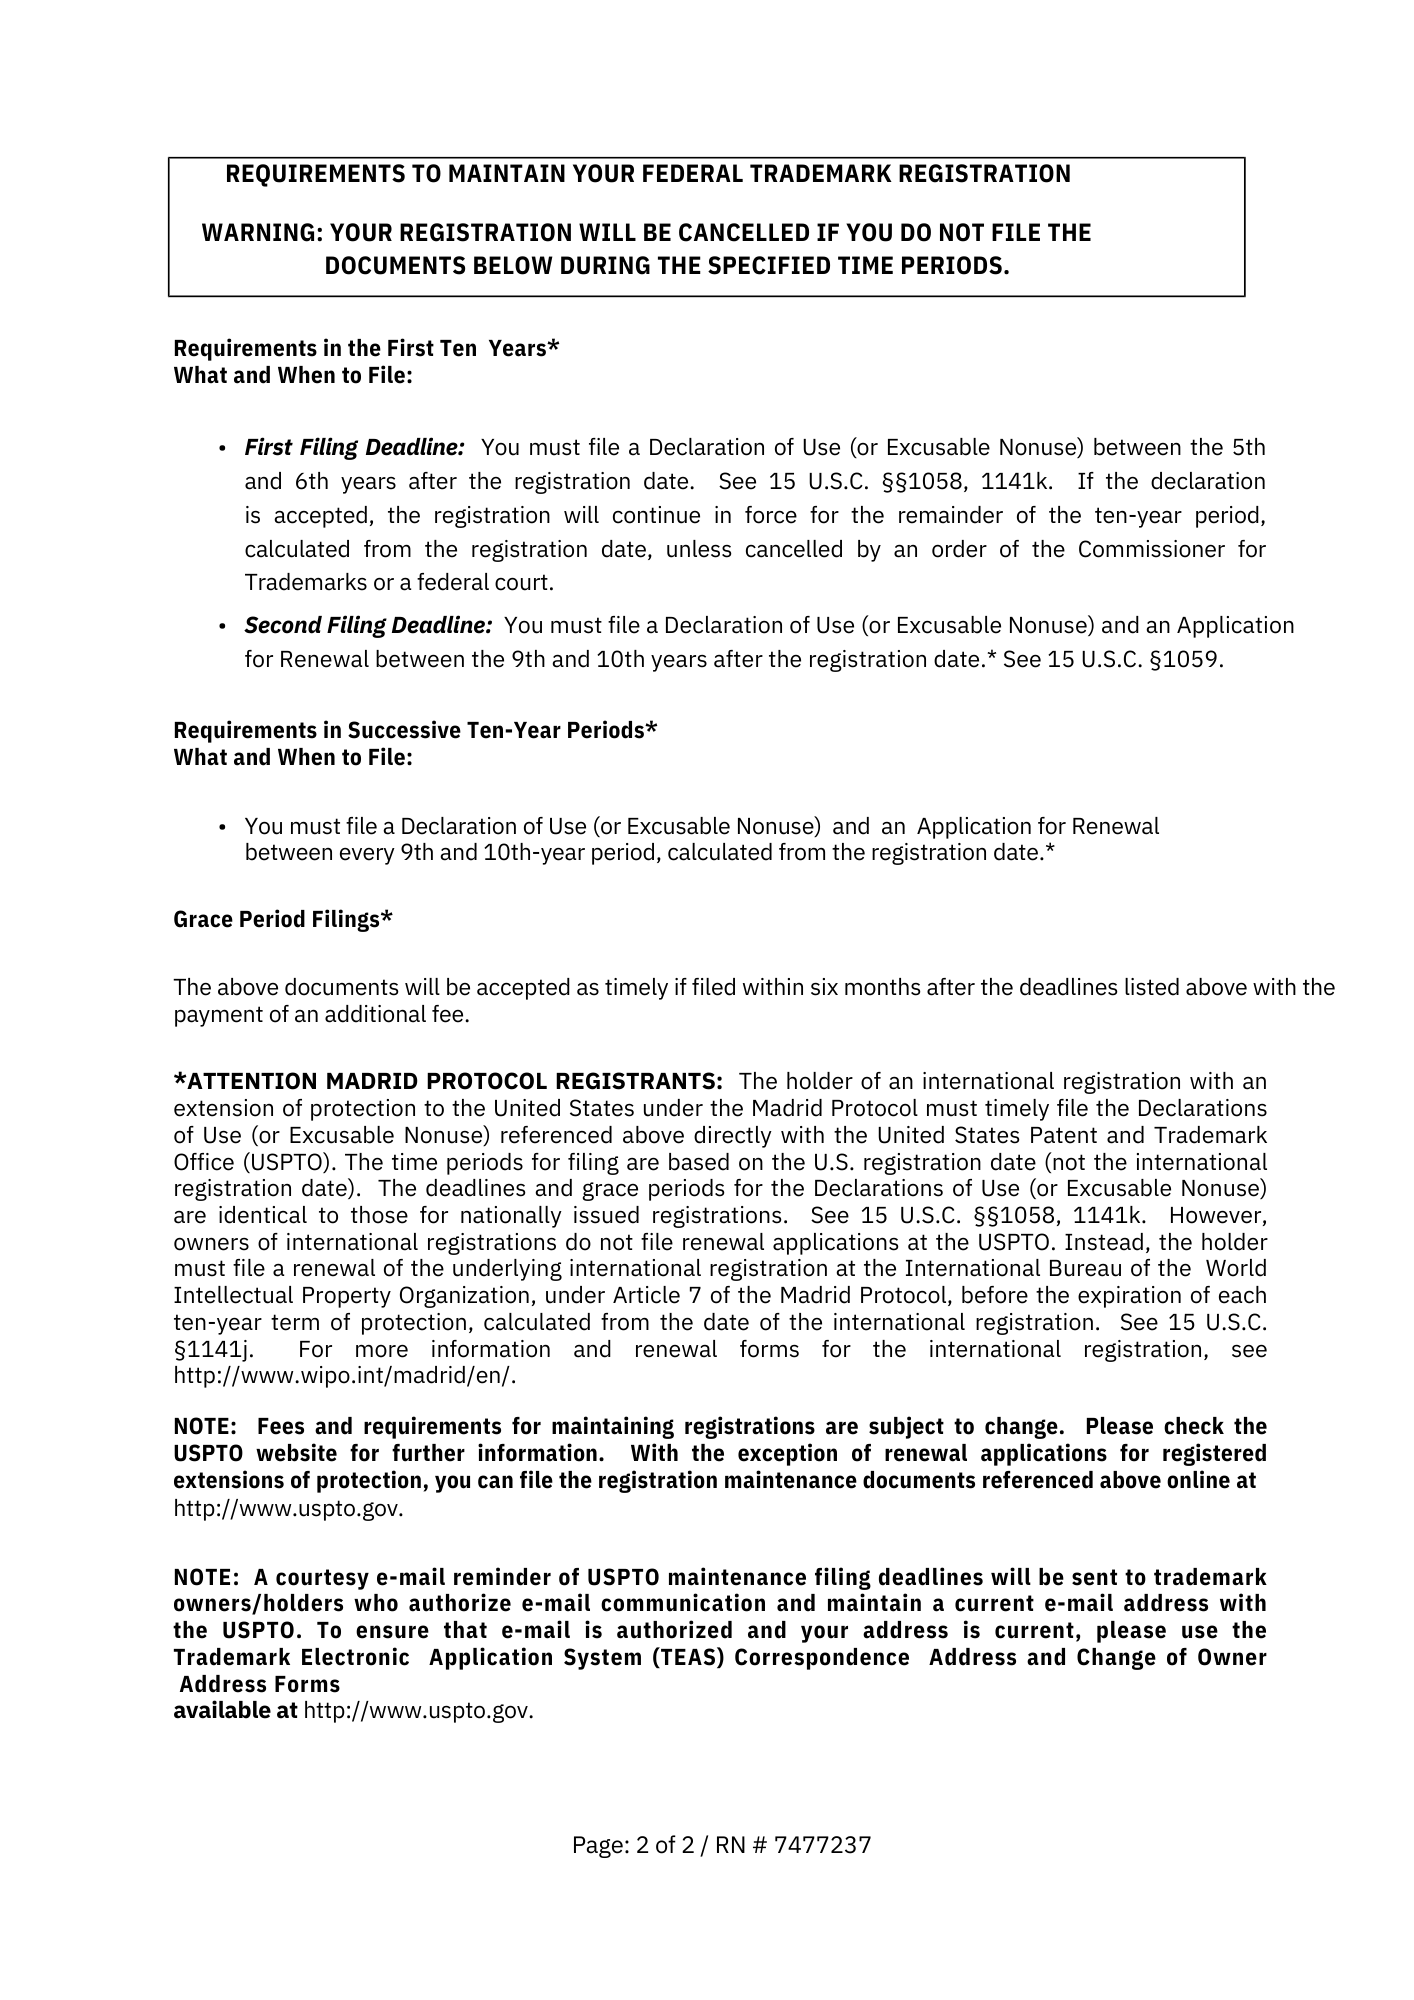 REQUIREMENTS TO MAINTAIN YOUR FEDERAL TRADEMARK REGISTRATION
WARNING: YOUR REGISTRATION WILL BE CANCELLED IF YOU DO NOT FILE THE
DOCUMENTS BELOW DURING THE SPECIFIED TIME PERIODS.
Requirements in the First Ten Years*
What and When to File:
• First Filing Deadline: You must file a Declaration of Use (or Excusable Nonuse) between the 5th
and 6th years after the registration date. See 15 U.S.C. §§1058, 1141k. If the declaration
is accepted, the registration will continue in force for the remainder of the ten-year period,
calculated from the registration date, unless cancelled by an order of the Commissioner for
Trademarks or a federal court.
• Second Filing Deadline: You must file a Declaration of Use (or Excusable Nonuse) and an Application
for Renewal between the 9th and 10th years after the registration date.* See 15 U.S.C. §1059.
Requirements in Successive Ten-Year Periods*
What and When to File:
• You must file a Declaration of Use (or Excusable Nonuse) and an Application for Renewal
between every 9th and 10th-year period, calculated from the registration date.*
Grace Period Filings*
The above documents will be accepted as timely if filed within six months after the deadlines listed above with the
payment of an additional fee.
*ATTENTION MADRID PROTOCOL REGISTRANTS: The holder of an international registration with an
extension of protection to the United States under the Madrid Protocol must timely file the Declarations
of Use (or Excusable Nonuse) referenced above directly with the United States Patent and Trademark
Office (USPTO). The time periods for filing are based on the U.S. registration date (not the international
registration date). The deadlines and grace periods for the Declarations of Use (or Excusable Nonuse)
are identical to those for nationally issued registrations. See 15 U.S.C. §§1058, 1141k. However,
owners of international registrations do not file renewal applications at the USPTO. Instead, the holder
must file a renewal of the underlying international registration at the International Bureau of the World
Intellectual Property Organization, under Article 7 of the Madrid Protocol, before the expiration of each
ten-year term of protection, calculated from the date of the international registration. See 15 U.S.C.
§1141j. For more information and renewal forms for the international registration, see
http://www.wipo.int/madrid/en/.
NOTE: Fees and requirements for maintaining registrations are subject to change. Please check the
USPTO website for further information. With the exception of renewal applications for registered
extensions of protection, you can file the registration maintenance documents referenced above online at
http://www.uspto.gov.
NOTE: A courtesy e-mail reminder of USPTO maintenance filing deadlines will be sent to trademark
owners/holders who authorize e-mail communication and maintain a current e-mail address with
the USPTO. To ensure that e-mail is authorized and your address is current, please use the
Trademark Electronic Application System (TEAS) Correspondence Address and Change of Owner
Address Forms
available at http://www.uspto.gov.
Page: 2 of 2 / RN # 7477237